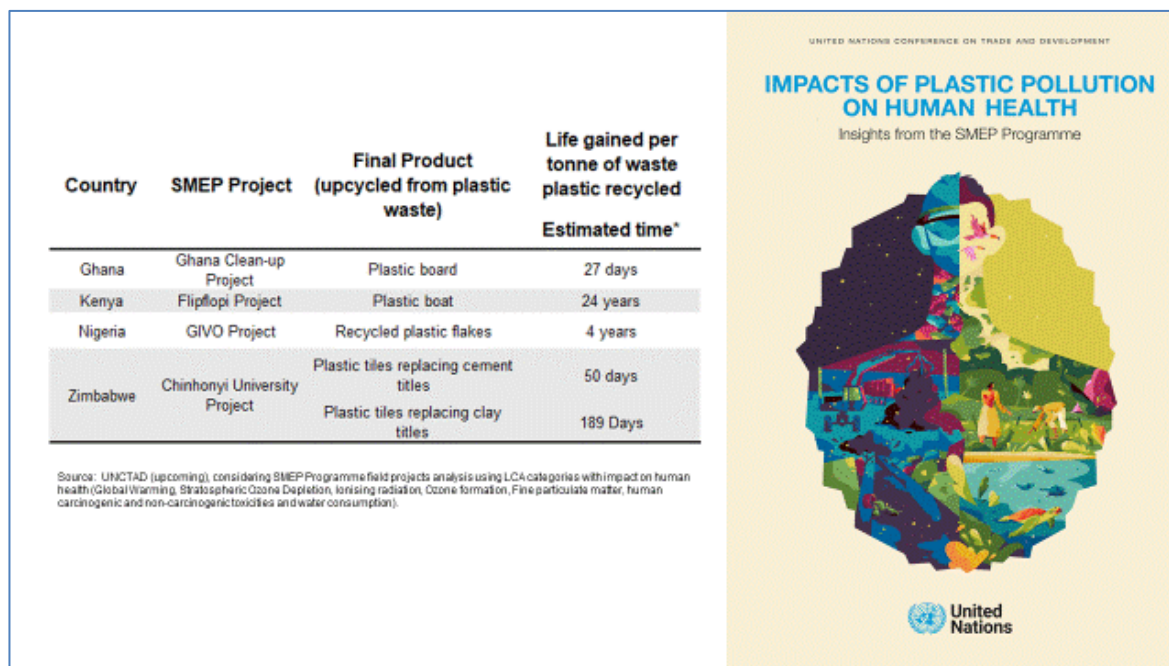 Country
SMEP Project
Final Product
(upcycled from plastic
waste)
Life gained per
tonne of waste
plastic recycled
Estimated time*
Ghana
Ghana Clean-up
Project
Plastic board
27 days
Kenya
Flipflopi Project
Plastic boat
24 years
Nigeria
GIVO Project
Recycled plastic flakes
4 years
Zimbabwe
Chinhonyi University
Project
Plastic tiles replacing cement
titles
50 days
Plastic tiles replacing clay
titles
189 Days
Source: UNCTAD (upcoming), considering SMEP Programme field projects analysis using LCA categories with impact on human
health (Global Warming, Stratospheric Ozone Depletion, Ionising radiation, Ozone formation, Fine particulate matter, human
carcinogenic and non-carcinogenic toxicities and water consumption).
UNITED NATIONS CONFERENCE ON TRADE AND DEVELOPMENT
IMPACTS OF PLASTIC POLLUTION
ON HUMAN HEALTH
Insights from the SMEP Programme
United
Nations